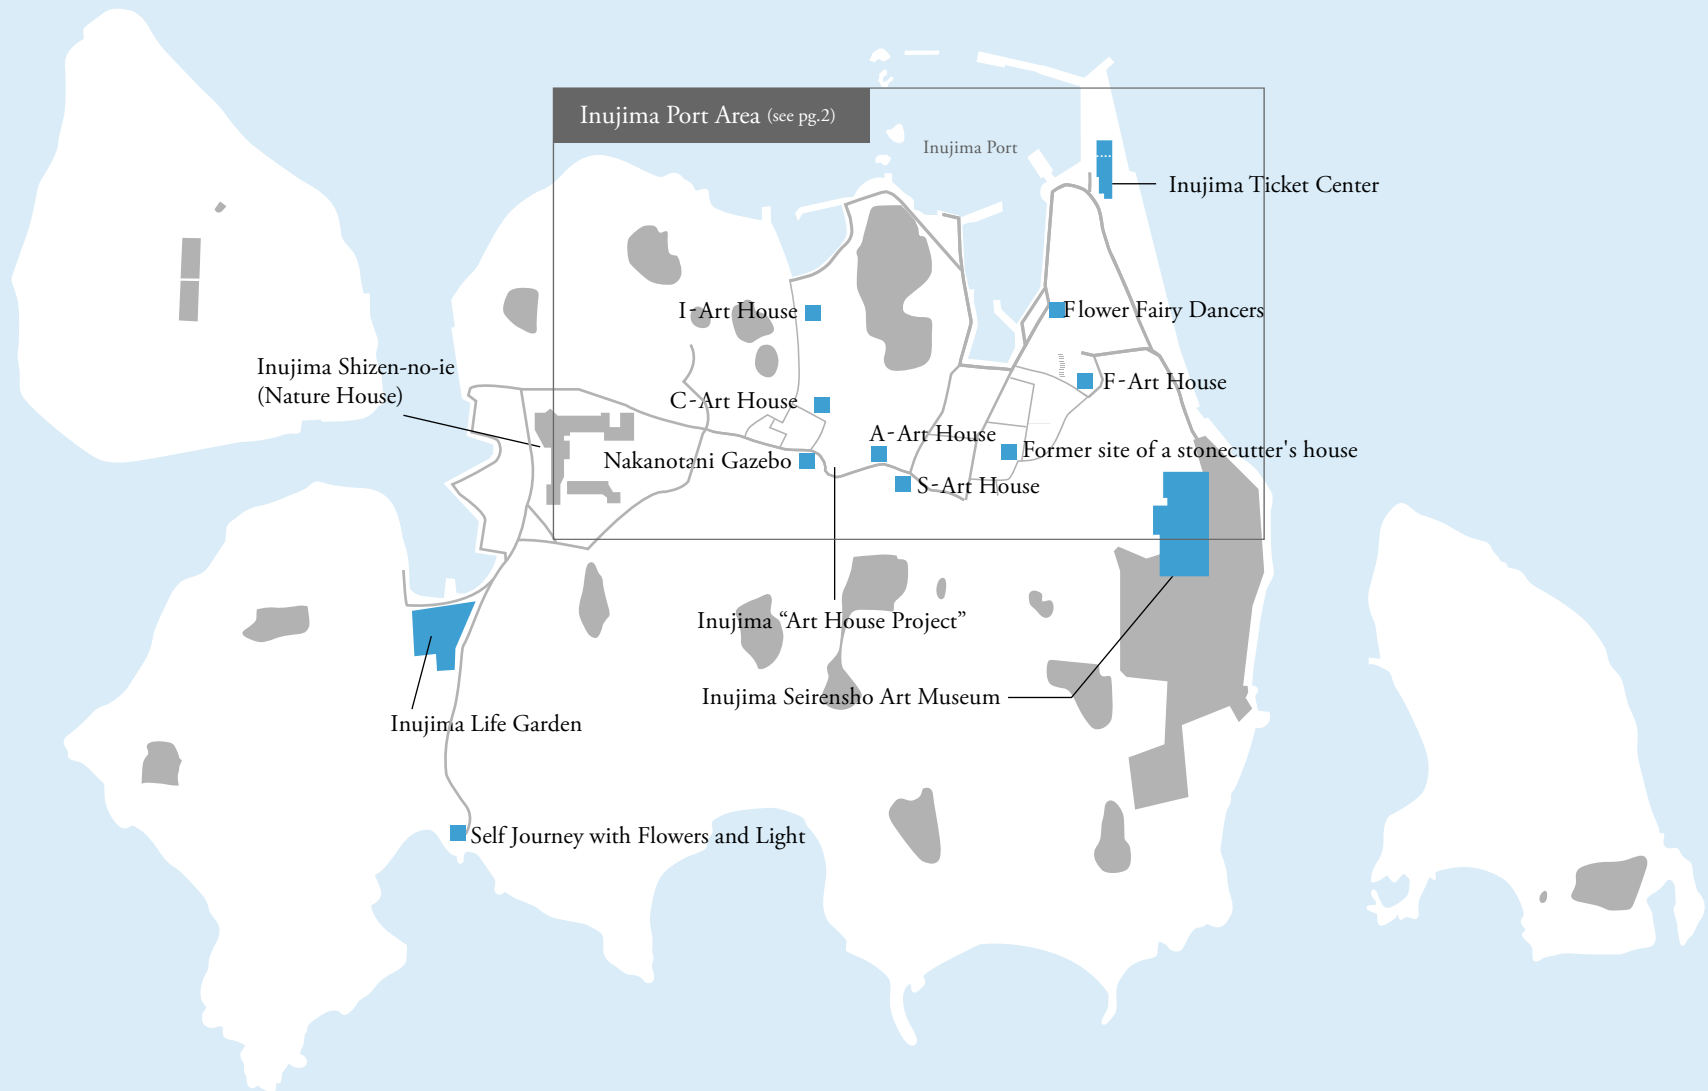 Inujima Port Area (see pg.2)
Inujima Port
Inujima Ticket Center
I-Art House
Flower Fairy Dancers
Inujima Shizen-no-ie
(Nature House)
F-Art House
C-Art House
A-Art House
Former site of a stonecutter's house
Nakanotani Gazebo
S-Art House
Inujima “Art House Project”
Inujima Seirensho Art Museum
Inujima Life Garden
Self Journey with Flowers and Light